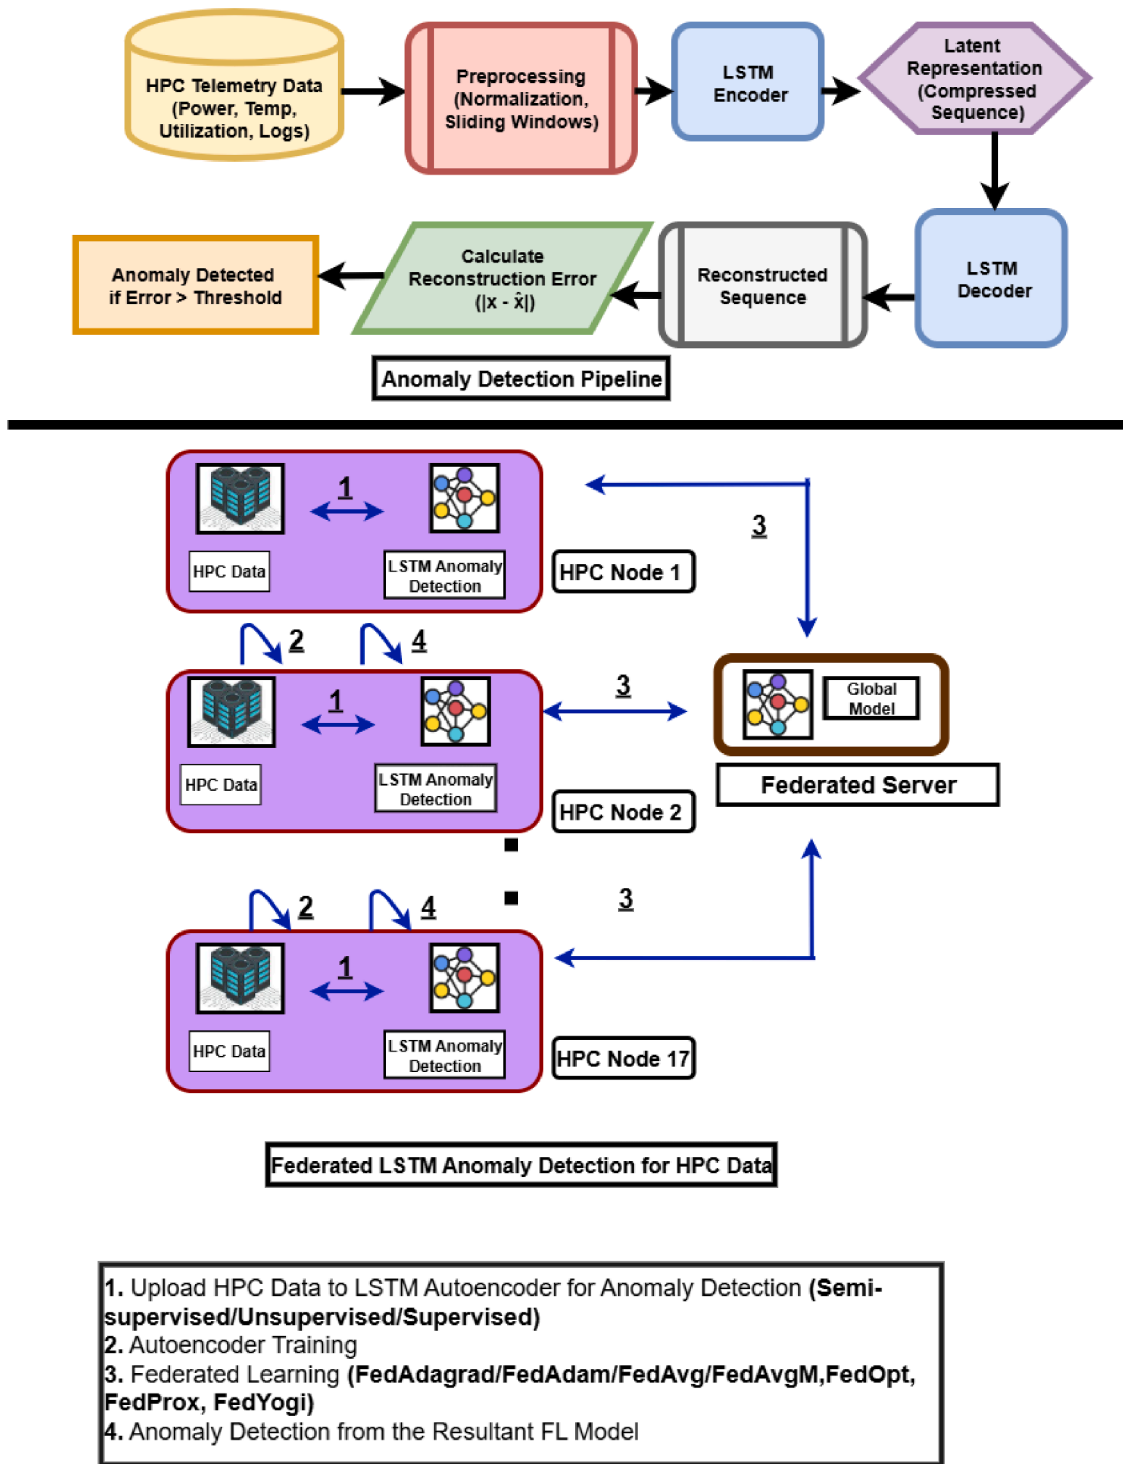 HPC Telemetry Data
(Power, Temp,
Utilization, Logs)
Preprocessing
(Normalization,
Sliding Windows)
LSTM
Encoder
Latent
Representation
(Compressed
Sequence)
LSTM
Decoder
Reconstructed
Sequence
Calculate
Reconstruction Error
(|x - x̂|)
Anomaly Detected
if Error > Threshold
Anomaly Detection Pipeline
1
HPC Data
LSTM Anomaly
Detection
HPC Node 1
3
2
4
1
HPC Data
LSTM Anomaly
Detection
HPC Node 2
3
Global
Model
Federated Server
2
4
3
1
HPC Data
LSTM Anomaly
Detection
HPC Node 17
Federated LSTM Anomaly Detection for HPC Data
1. Upload HPC Data to LSTM Autoencoder for Anomaly Detection (Semi-
supervised/Unsupervised/Supervised)
2. Autoencoder Training
3. Federated Learning (FedAdagrad/FedAdam/FedAvg/FedAvgM,FedOpt,
FedProx, FedYogi)
4. Anomaly Detection from the Resultant FL Model